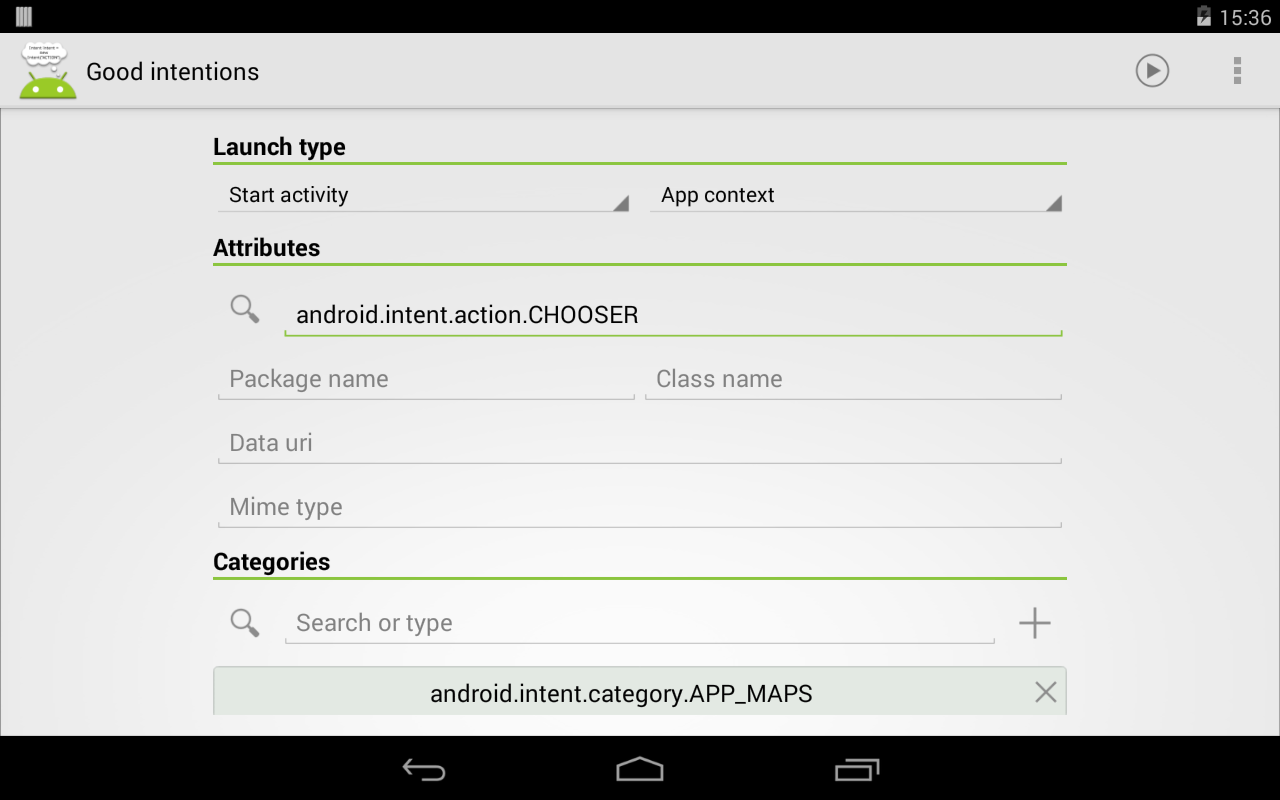 15:36
Good intentions
Launch type
Start activity
App context
Attributes
android.intent.action.CHOOSER
Package name
Class name
Data uri
Mime type
Categories
Search or type
android.intent.category.APP_MAPS